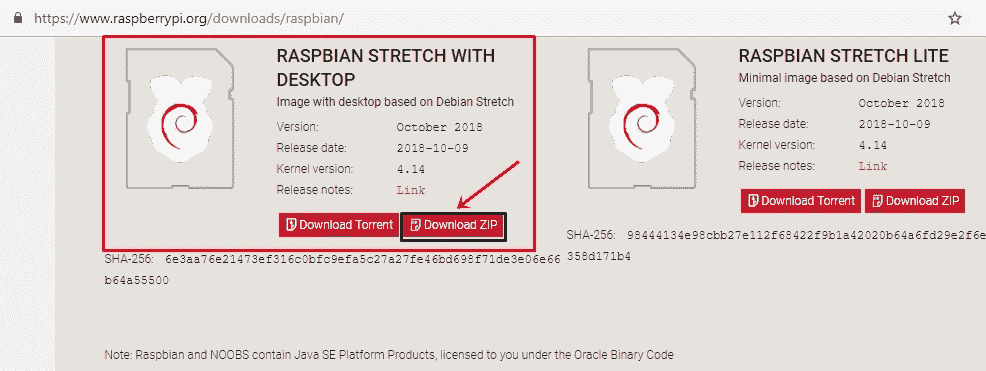 https://www.raspberrypi.org/downloads/raspbian/
RASPBIAN STRETCH WITH
DESKTOP
Image with desktop based on Debian Stretch
Version: October 2018
Release date: 2018-10-09
Kernel version: 4.14
Release notes: Link
Download Torrent Download ZIP
SHA-256: 6e3aa76e21473ef316c0bfc9efa5c27a27fe46bd698f71de3e06e66
b64a55500
RASPBIAN STRETCH LITE
Minimal image based on Debian Stretch
Version: October 2018
Release date: 2018-10-09
Kernel version: 4.14
Release notes: Link
Download Torrent Download ZIP
SHA-256: 98444134e98cbb27e112f68422f9b1a42020b64a6fd29e2f6e
358d171b4
Note: Raspbian and NOOBS contain Java SE Platform Products, licensed to you under the Oracle Binary Code